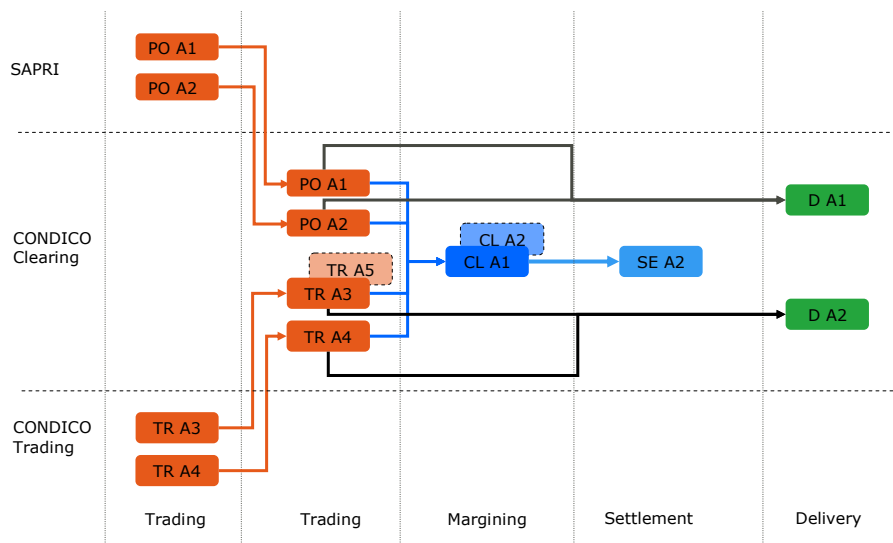 PO A1
SAPRI
PO A2
PO A1
D A1
PO A2
CONDICO
Clearing
CL A2
CL A1
SE A2
TR A5
TR A3
D A2
TR A4
CONDICO
Trading
TR A3
TR A4
Trading
Trading
Margining
Settlement
Delivery